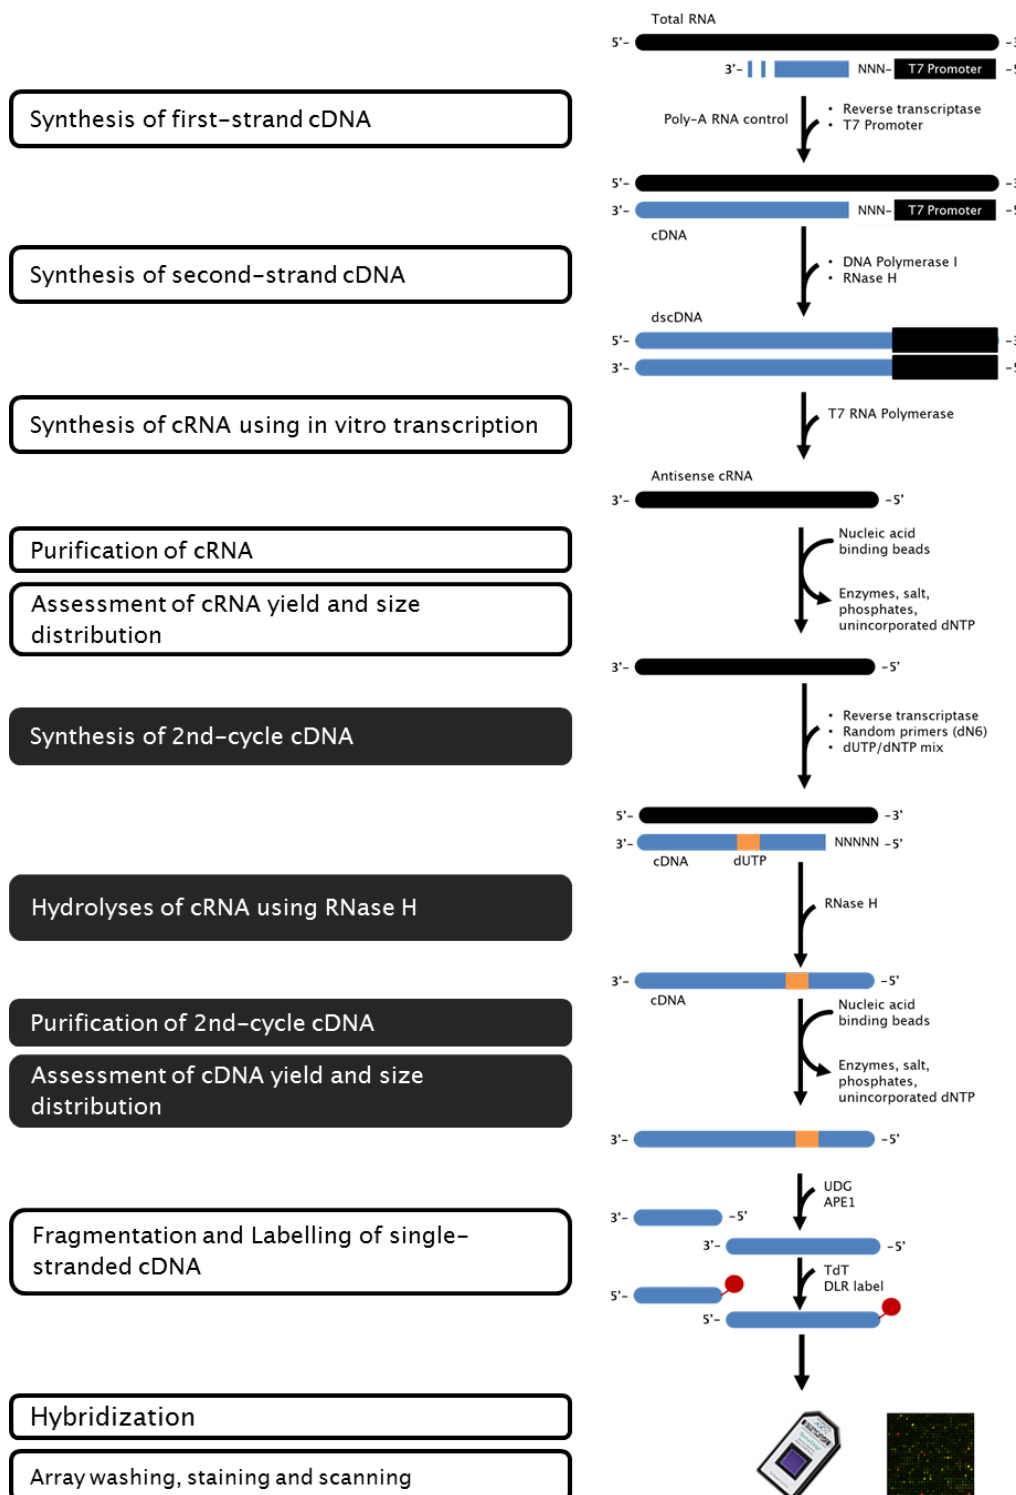 Total RNA
5'- -3
3'- NNN- T7 Promoter -5
Synthesis of first-strand cDNA
Poly-A RNA control
• Reverse transcriptase
• T7 Promoter
5'- -3
3'- NNN- T7 Promoter -5
cDNA
Synthesis of second-strand cDNA
• DNA Polymerase I
• RNase H
dscDNA
5'- -3
3'- -5
Synthesis of cRNA using in vitro transcription
T7 RNA Polymerase
Antisense cRNA
3'- -5'
Purification of cRNA
Nucleic acid
binding beads
Assessment of cRNA yield and size
distribution
Enzymes, salt,
phosphates,
unincorporated dNTP
3'- -5'
Synthesis of 2nd-cycle cDNA
• Reverse transcriptase
• Random primers (dN6)
• dUTP/dNTP mix
5'- -3'
3'- NNNNN -5'
cDNA dUTP
Hydrolyses of cRNA using RNase H
RNase H
3'- -5'
cDNA
Purification of 2nd-cycle cDNA
Nucleic acid
binding beads
Assessment of cDNA yield and size
distribution
Enzymes, salt,
phosphates,
unincorporated dNTP
3'- -5'
UDG
APE1
3'- -5'
3'- -5'
Fragmentation and Labelling of single-
stranded cDNA
TdT
DLR label
5'-
5'-
Hybridization
Array washing, staining and scanning